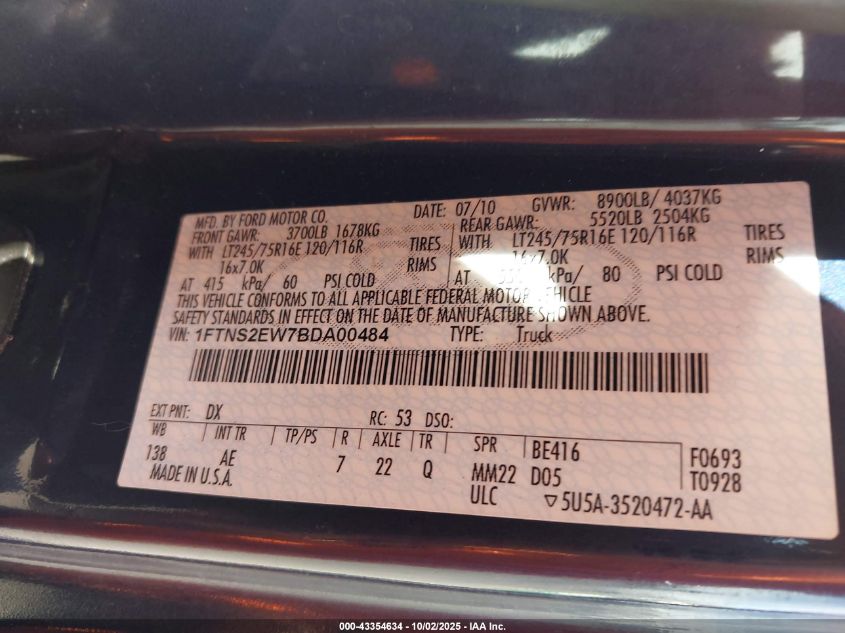 MFD. BY FORD MOTOR CO. DATE: 07/10 GVWR: 8900LB/ 4037KG
FRONT GAWR: 3700LB 1678KG REAR GAWR: 5520LB 2504KG
WITH LT245/75R16E 120/116R TIRES WITH LT245/75R16E 120/116R TIRES
16x7.0K RIMS 16x7.0K RIMS
AT 415 kPa/ 60 PSI COLD AT kPa/ 80 PSI COLD
THIS VEHICLE CONFORMS TO ALL APPLICABLE FEDERAL MOTOR VEHICLE
SAFETY STANDARDS IN EFFECT ON THE DATE OF MANUFACTURE SHOWN ABOVE.
VIN: 1FTNS2EW7BDA00484 TYPE: Truck
EXT PNT: DX RC: 53 DSO:
WB INT TR TP/PS R AXLE TR SPR BE416 F0693
138 AE 7 22 Q MM22 D05 T0928
MADE IN U.S.A. ULC ▽5U5A-3520472-AA
000-43354634 - 10/02/2025 - IAA Inc.